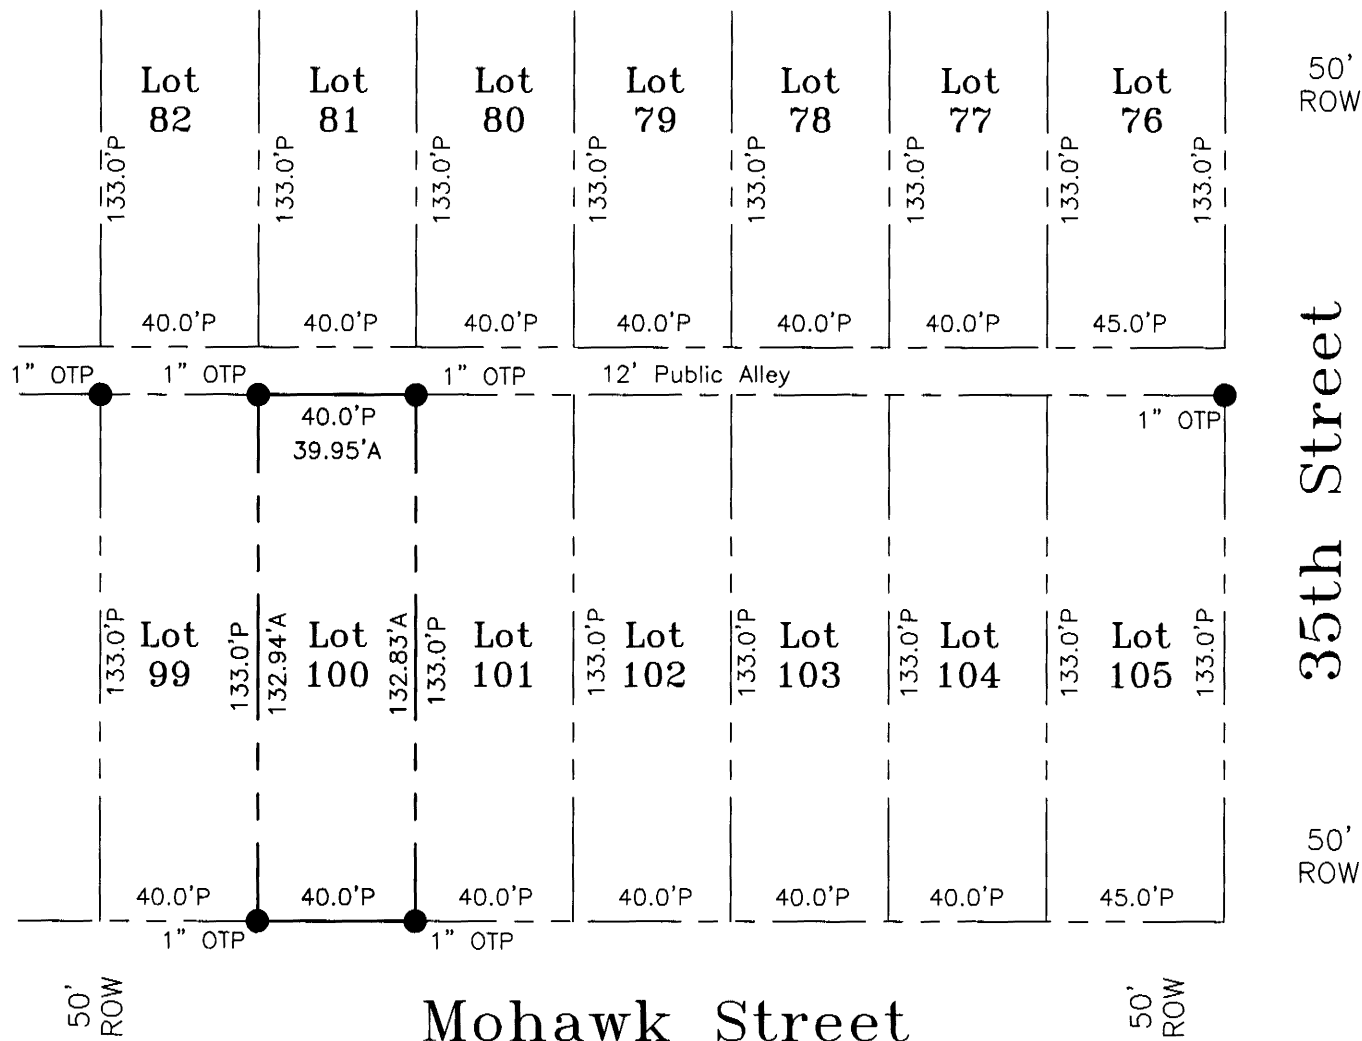 Lot
82
Lot
81
Lot
80
Lot
79
Lot
78
Lot
77
Lot
76
50'
ROW
133.0'P
133.0'P
133.0'P
133.0'P
133.0'P
133.0'P
133.0'P
133.0'P
40.0'P
40.0'P
40.0'P
40.0'P
40.0'P
40.0'P
45.0'P
1" OTP
1" OTP
1" OTP
12' Public Alley
1" OTP
40.0'P
39.95'A
35th Street
133.0'P
Lot
99
133.0'P
132.94'A
Lot
100
132.83'A
133.0'P
Lot
101
133.0'P
Lot
102
133.0'P
Lot
103
133.0'P
Lot
104
133.0'P
Lot
105
133.0'P
50'
ROW
40.0'P
40.0'P
40.0'P
40.0'P
40.0'P
40.0'P
45.0'P
1" OTP
1" OTP
50'
ROW
Mohawk Street
50'
ROW